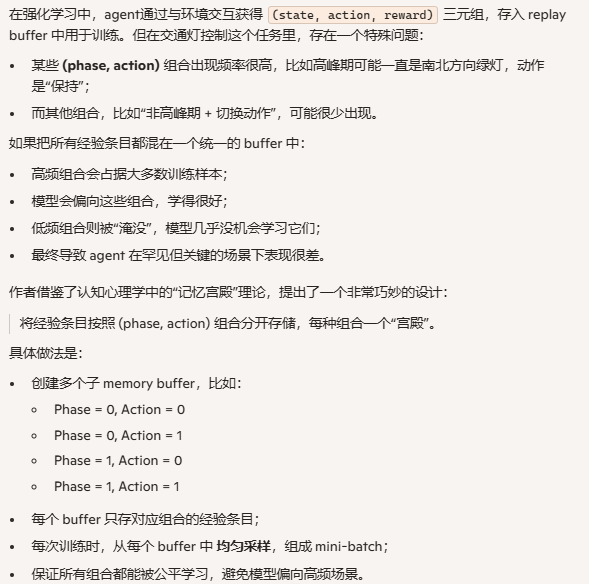 在强化学习中，agent通过与环境交互获得 (state, action, reward) 三元组，存入 replay
buffer 中用于训练。但在交通灯控制这个任务里，存在一个特殊问题：
• 某些 (phase, action) 组合出现频率很高，比如高峰期可能一直是南北方向绿灯，动作
是“保持”；
• 而其他组合，比如“非高峰期 + 切换动作”，可能很少出现。
如果把所有经验条目都混在一个统一的 buffer 中：
• 高频组合会占据大多数训练样本；
• 模型会偏向这些组合，学得很好；
• 低频组合则被“淹没”，模型几乎没机会学习它们；
• 最终导致 agent 在罕见但关键的场景下表现很差。
作者借鉴了认知心理学中的“记忆宫殿”理论，提出了一个非常巧妙的设计：
将经验条目按照 (phase, action) 组合分开存储，每种组合一个“宫殿”。
具体做法是：
• 创建多个子 memory buffer，比如：
○ Phase = 0, Action = 0
○ Phase = 0, Action = 1
○ Phase = 1, Action = 0
○ Phase = 1, Action = 1
• 每个 buffer 只存对应组合的经验条目；
• 每次训练时，从每个 buffer 中 均匀采样，组成 mini-batch；
• 保证所有组合都能被公平学习，避免模型偏向高频场景。